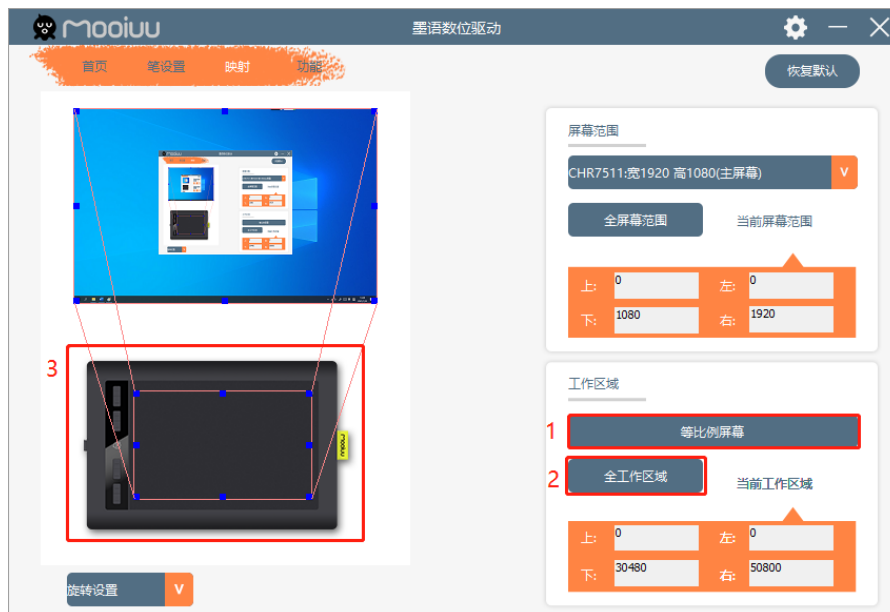 mooiuu
墨语数位驱动
首页 笔设置 映射 功能
恢复默认
屏幕范围
CHR7511:宽1920 高1080(主屏幕)
V
全屏幕范围 当前屏幕范围
上: 0 左: 0
下: 1080 右: 1920
3
mooiuu
工作区域
1 等比例屏幕
2 全工作区域 当前工作区域
上: 0 左: 0
下: 30480 右: 50800
旋转设置 V